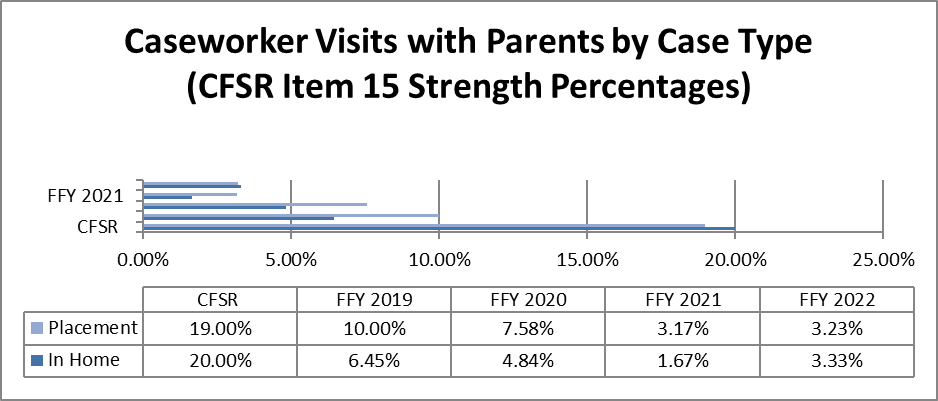 Caseworker Visits with Parents by Case Type
(CFSR Item 15 Strength Percentages)
FFY 2021
CFSR
0.00% 5.00% 10.00% 15.00% 20.00% 25.00%
CFSR FFY 2019 FFY 2020 FFY 2021 FFY 2022
Placement 19.00% 10.00% 7.58% 3.17% 3.23%
In Home 20.00% 6.45% 4.84% 1.67% 3.33%